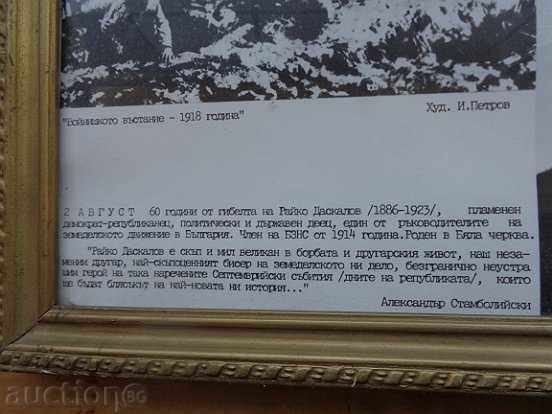 "Войнишкото въстание - 1918 година"
Худ. И.Петров
2 АВГУСТ 60 години от гибелта на Райко Даскалов /1886-1923/, пламенен
демократ-републиканец, политически и държавен деец, един от ръководителите на
земеделското движение в България. Член на БЗНС от 1914 година.Роден в Бяла черква.
"Райко Даскалов е скъп и мил великан в борбата и другарския живот, наш неза-
меним другар, най-скъпоценният бисер на земеделското ни дело, безгранично неустра
шим герой на така наречените Септемврийски събития /дните на републиката/, които
ще бъдат блясъкът на най-новата ни история..."
Александър Стамболийски
auction.bg